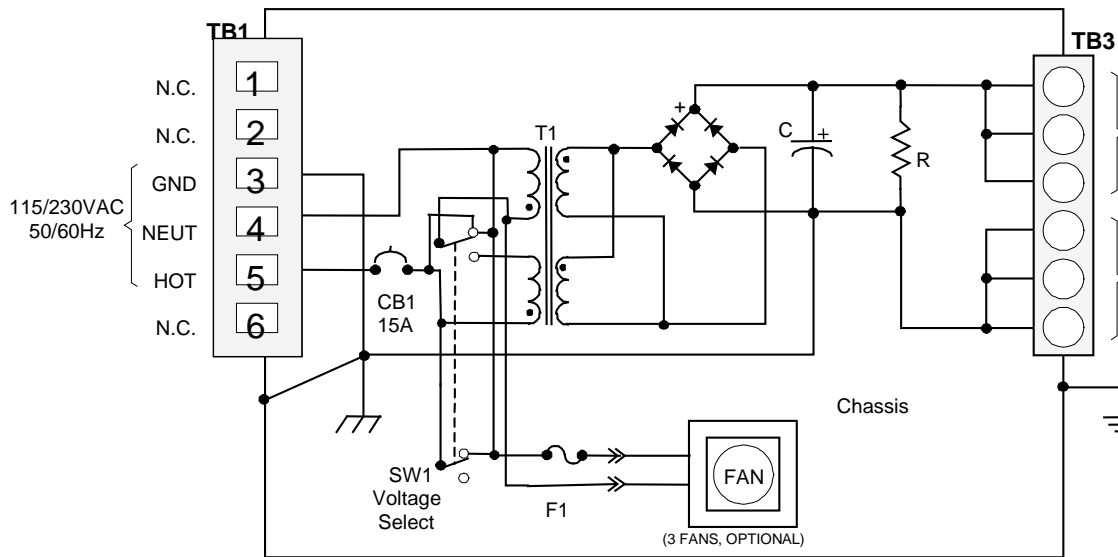 TB1
TB3
N.C.
1
N.C.
2
GND
3
115/230VAC
50/60Hz
NEUT
4
HOT
5
N.C.
6
CB1
15A
T1
+
C
+
R
Chassis
SW1
Voltage
Select
F1
FAN
(3 FANS, OPTIONAL)